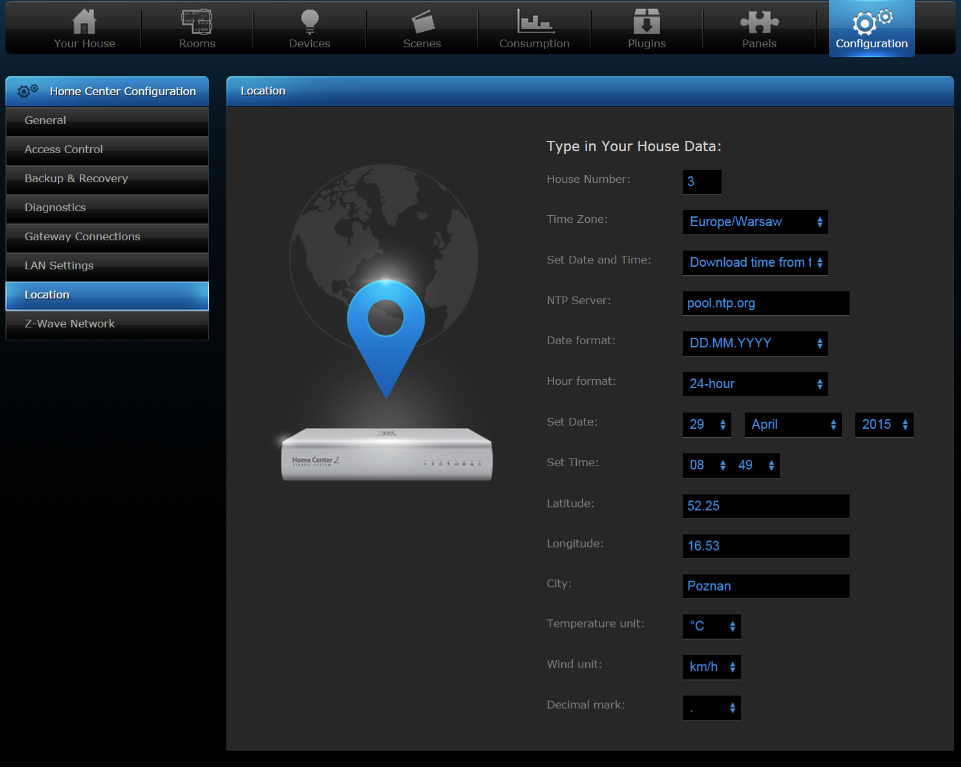 Your House
Rooms
Devices
Scenes
Consumption
Plugins
Panels
Configuration
Home Center Configuration
General
Access Control
Backup & Recovery
Diagnostics
Gateway Connections
LAN Settings
Location
Z-Wave Network
Location
Home Center 2
FIBARO SYSTEM
Type in Your House Data:
House Number: 3
Time Zone: Europe/Warsaw
Set Date and Time: Download time from t
NTP Server: pool.ntp.org
Date format: DD.MM.YYYY
Hour format: 24-hour
Set Date: 29 April 2015
Set Time: 08 49
Latitude: 52.25
Longitude: 16.53
City: Poznan
Temperature unit: °C
Wind unit: km/h
Decimal mark: .